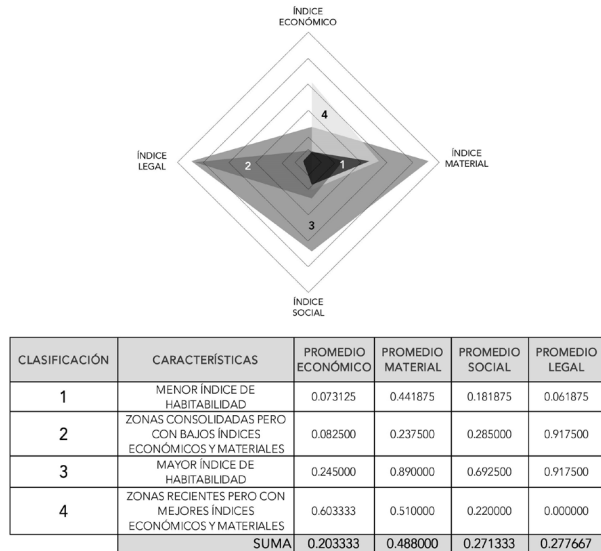 ÍNDICE
ECONÓMICO
4
ÍNDICE
LEGAL
2
1
ÍNDICE
MATERIAL
3
ÍNDICE
SOCIAL
CLASIFICACIÓN CARACTERÍSTICAS PROMEDIO ECONÓMICO PROMEDIO MATERIAL PROMEDIO SOCIAL PROMEDIO LEGAL
1 MENOR ÍNDICE DE HABITABILIDAD 0.073125 0.441875 0.181875 0.061875
2 ZONAS CONSOLIDADAS PERO CON BAJOS ÍNDICES ECONÓMICOS Y MATERIALES 0.082500 0.237500 0.285000 0.917500
3 MAYOR ÍNDICE DE HABITABILIDAD 0.245000 0.890000 0.692500 0.917500
4 ZONAS RECIENTES PERO CON MEJORES ÍNDICES ECONÓMICOS Y MATERIALES 0.603333 0.510000 0.220000 0.000000
SUMA 0.203333 0.488000 0.271333 0.277667